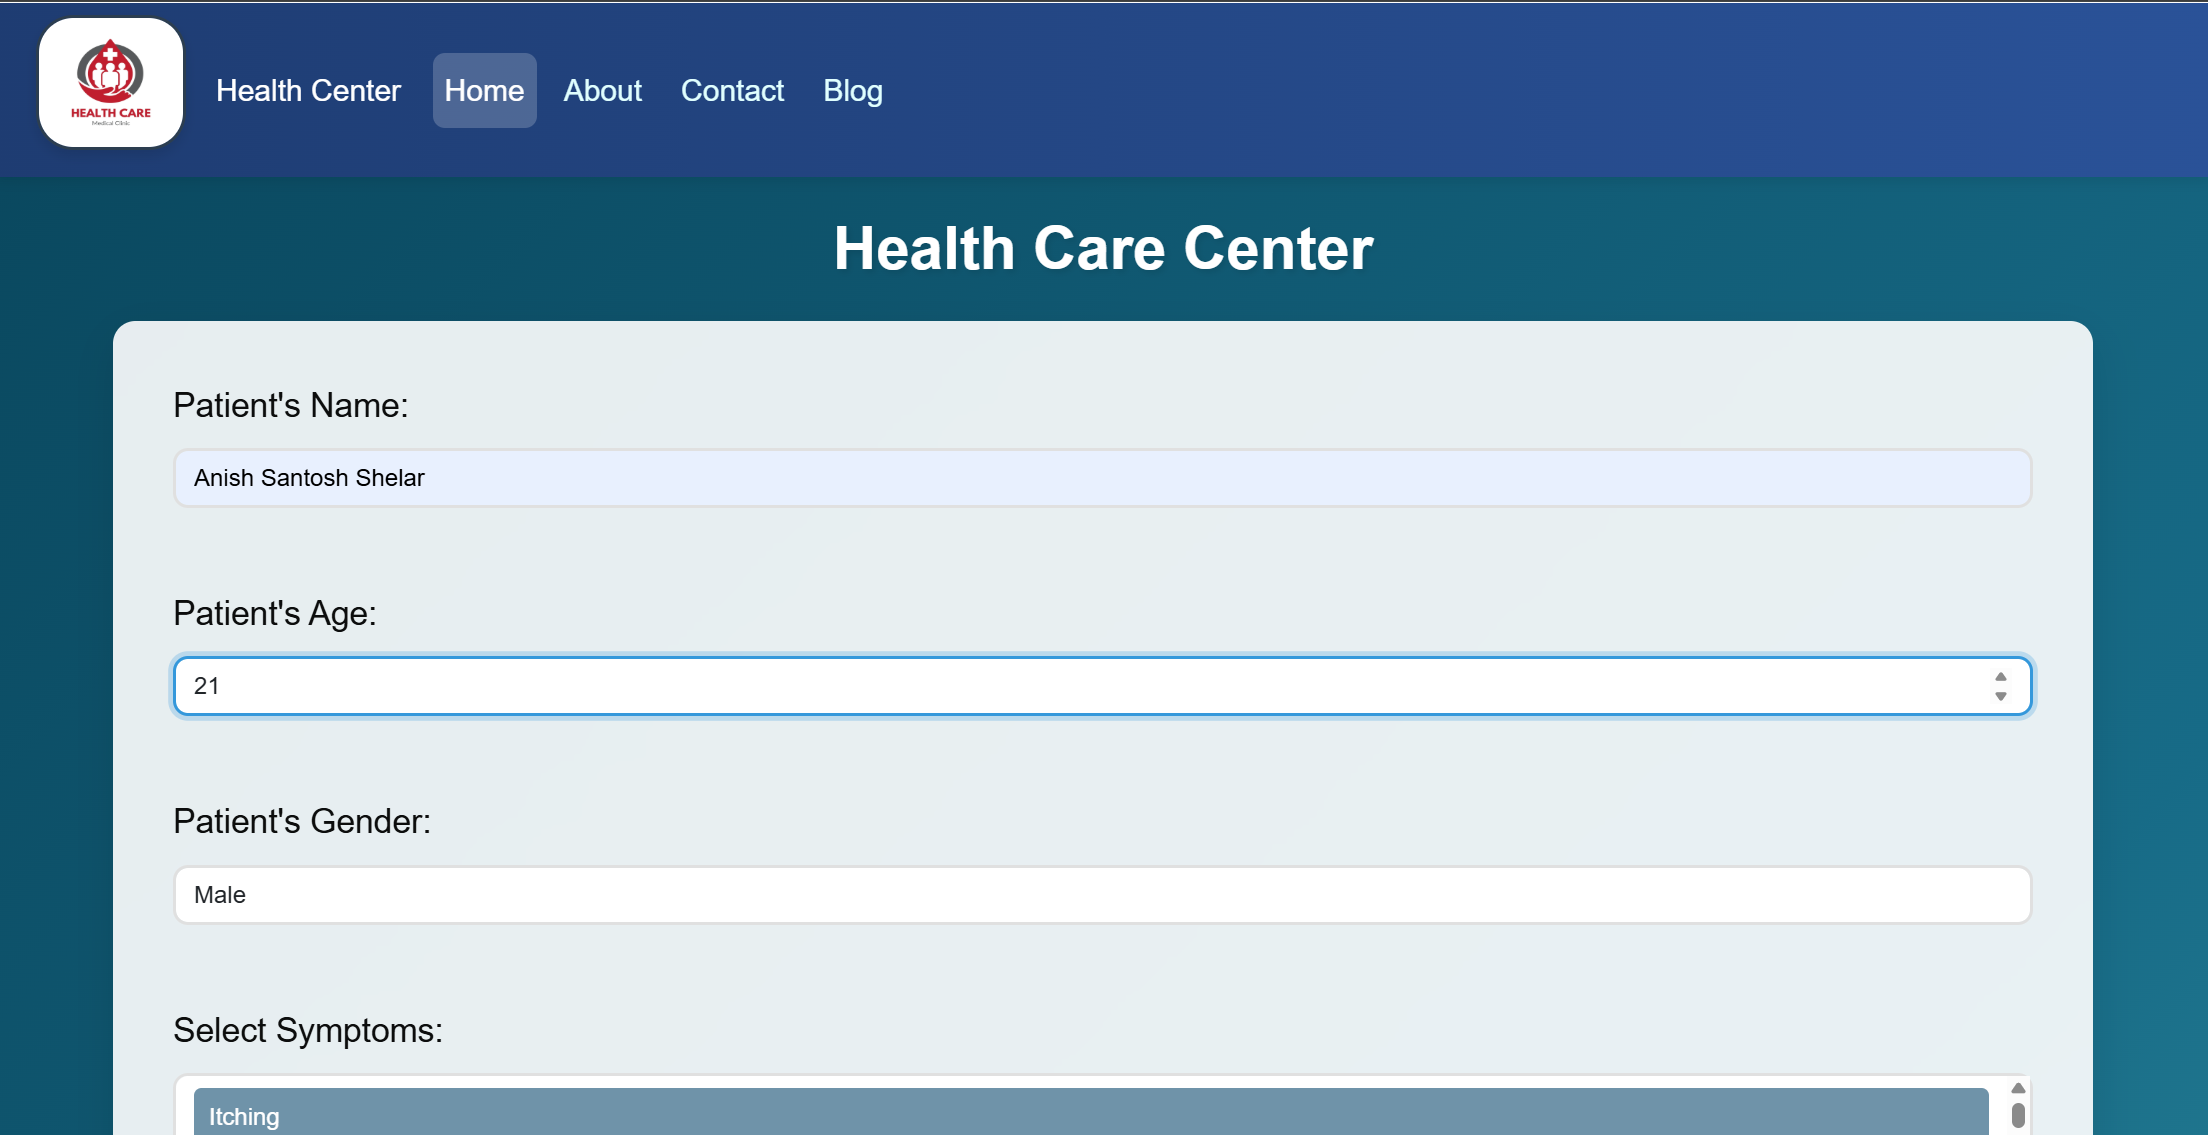 HEALTH CARE
Medical Clinic
Health Center
Home
About
Contact
Blog
Health Care Center
Patient's Name:
Anish Santosh Shelar
Patient's Age:
21
Patient's Gender:
Male
Select Symptoms:
Itching